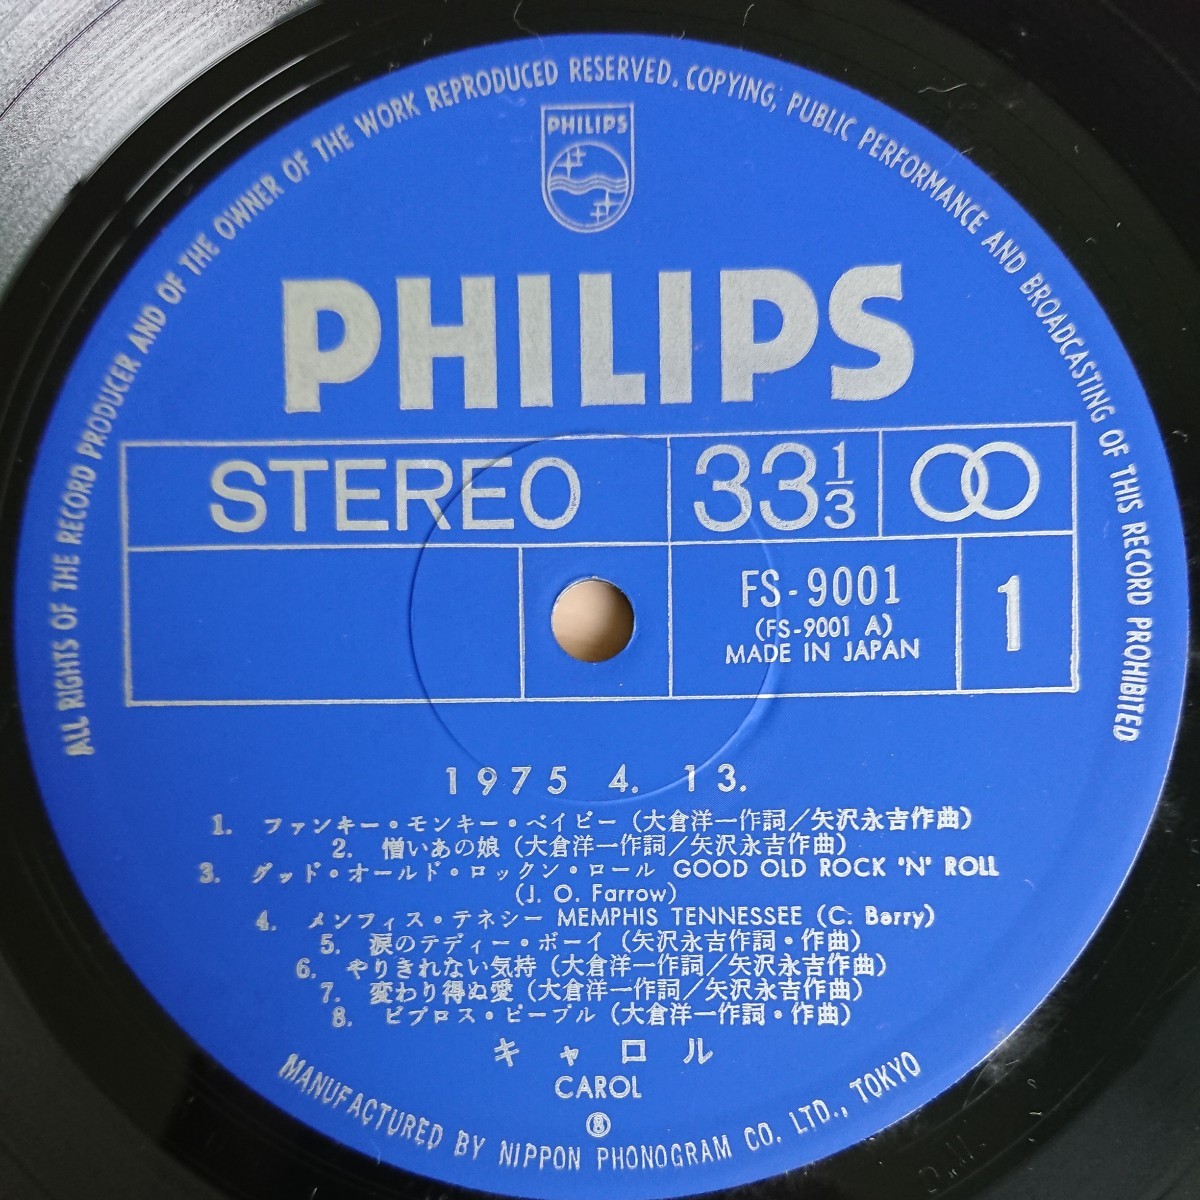 ALL RIGHTS OF THE RECORD PRODUCER AND OF THE OWNER OF THE WORK REPRODUCED RESERVED. COPYING, PUBLIC PERFORMANCE AND BROADCASTING OF THIS RECORD PROHIBITED
PHILIPS
PHILIPS
STEREO 33 1/3
FS-9001 1
(FS-9001 A)
MADE IN JAPAN
1975 4. 13.
1. ファンキー・モンキー・ベイビー (大倉洋一作詞/矢沢永吉作曲)
2. 憎いあの娘 (大倉洋一作詞/矢沢永吉作曲)
3. グッド・オールド・ロックン・ロール GOOD OLD ROCK 'N' ROLL
(J. O. Farrow)
4. メンフィス・テネシー MEMPHIS TENNESSEE (C. Berry)
5. 涙のテディー・ボーイ (矢沢永吉作詞・作曲)
6. やりきれない気持 (大倉洋一作詞/矢沢永吉作曲)
7. 変わり得ぬ愛 (大倉洋一作詞/矢沢永吉作曲)
8. ビブロス・ピープル (大倉洋一作詞・作曲)
キャロル
CAROL
⑧
MANUFACTURED BY NIPPON PHONOGRAM CO. LTD., TOKYO